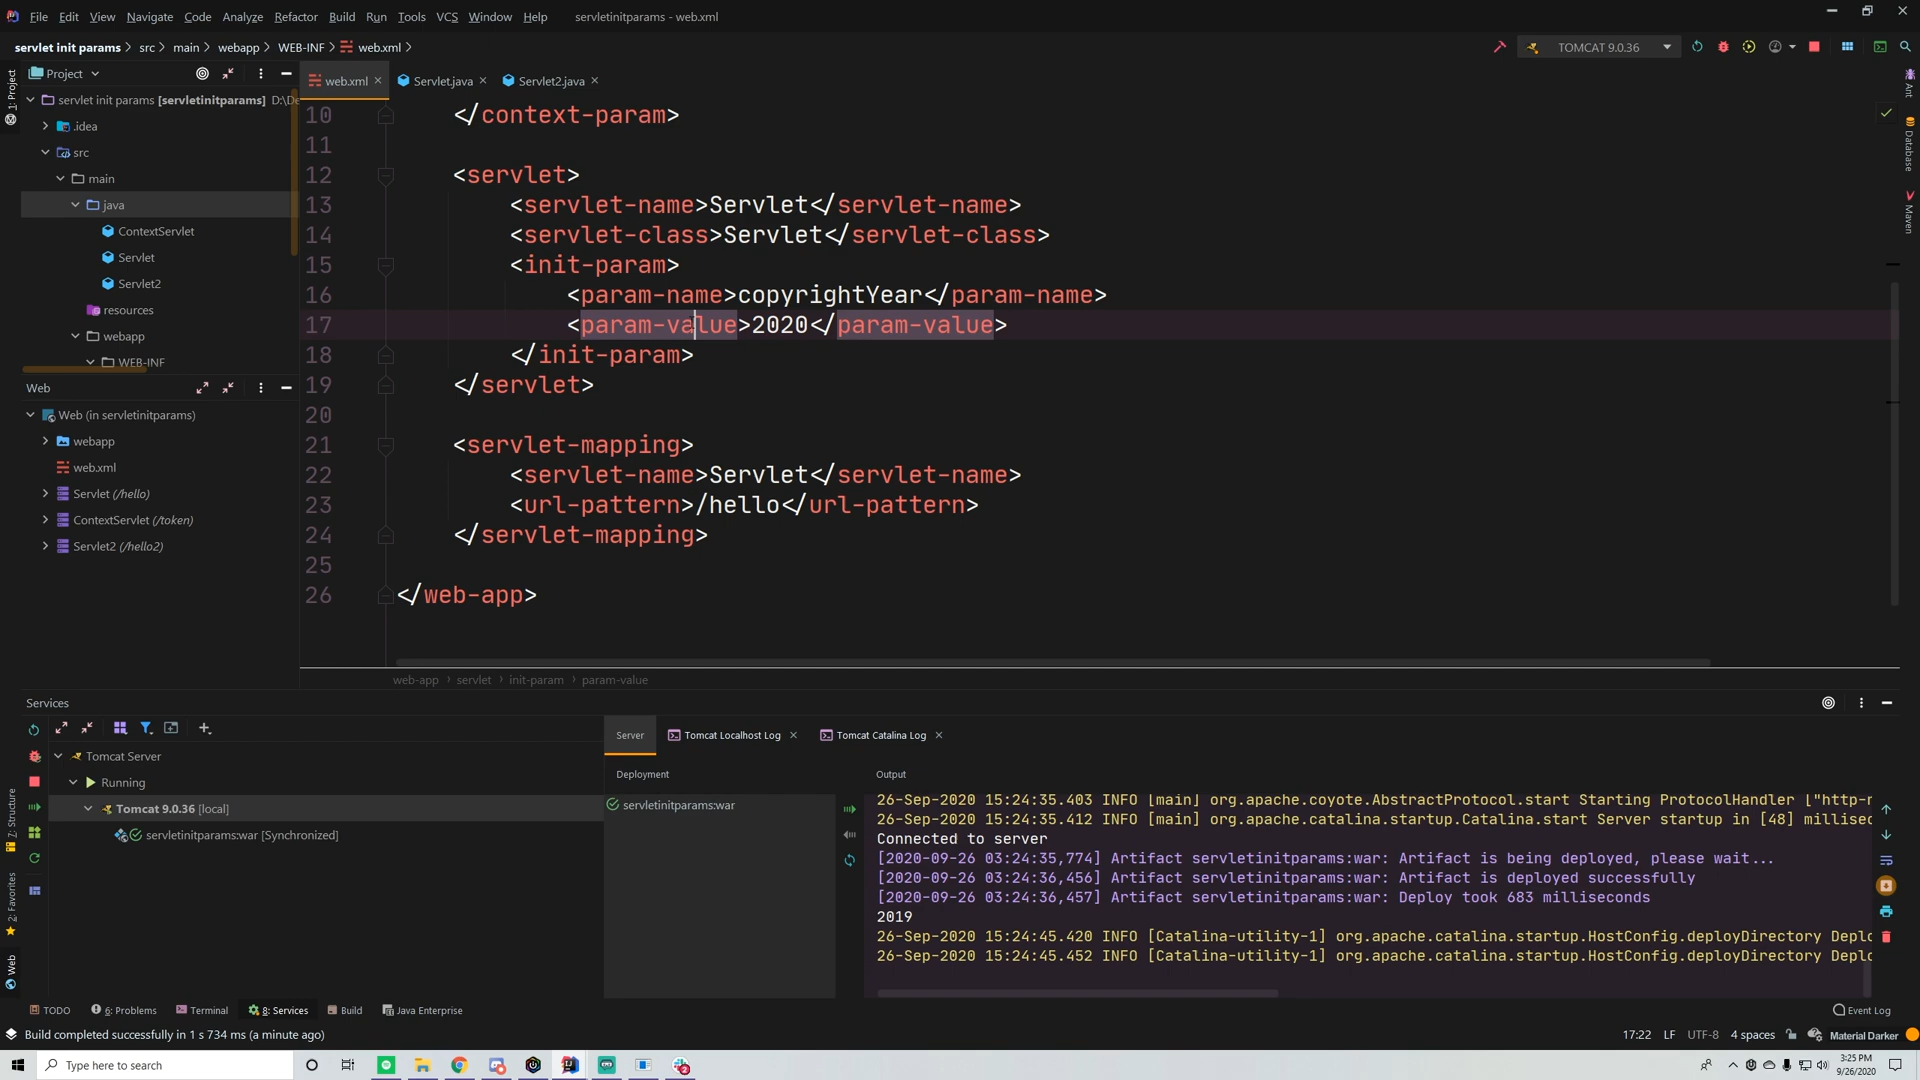 File Edit View Navigate Code Analyze Refactor Build Run Tools VCS Window Help servletinitparams - web.xml
servlet init params > src > main > webapp > WEB-INF > web.xml > TOMCAT 9.0.36
Project
web.xml Servlet.java Servlet2.java
servlet init params [servletinitparams] D:\De
.idea
src
main
java
ContextServlet
Servlet
Servlet2
resources
webapp
WEB-INF
10 </context-param>
11
12 <servlet>
13 <servlet-name>Servlet</servlet-name>
14 <servlet-class>Servlet</servlet-class>
15 <init-param>
16 <param-name>copyrightYear</param-name>
17 <param-value>2020</param-value>
18 </init-param>
19 </servlet>
20
21 <servlet-mapping>
22 <servlet-name>Servlet</servlet-name>
23 <url-pattern>/hello</url-pattern>
24 </servlet-mapping>
25
26 </web-app>
web-app > servlet > init-param > param-value
Web
Web (in servletinitparams)
webapp
web.xml
Servlet (/hello)
ContextServlet (/token)
Servlet2 (/hello2)
1: Project
7: Structure
2: Favorites
Web
Ant
Database
Maven
Services
Tomcat Server
Running
Tomcat 9.0.36 [local]
servletinitparams:war [Synchronized]
Server Tomcat Localhost Log Tomcat Catalina Log
Deployment Output
servletinitparams:war
26-Sep-2020 15:24:35.403 INFO [main] org.apache.coyote.AbstractProtocol.start Starting ProtocolHandler ["http-n
26-Sep-2020 15:24:35.412 INFO [main] org.apache.catalina.startup.Catalina.start Server startup in [48] millisec
Connected to server
[2020-09-26 03:24:35,774] Artifact servletinitparams:war: Artifact is being deployed, please wait...
[2020-09-26 03:24:36,456] Artifact servletinitparams:war: Artifact is deployed successfully
[2020-09-26 03:24:36,457] Artifact servletinitparams:war: Deploy took 683 milliseconds
2019
26-Sep-2020 15:24:45.420 INFO [Catalina-utility-1] org.apache.catalina.startup.HostConfig.deployDirectory Deplo
26-Sep-2020 15:24:45.452 INFO [Catalina-utility-1] org.apache.catalina.startup.HostConfig.deployDirectory Deplo
TODO 6: Problems Terminal 8: Services Build Java Enterprise Event Log
Build completed successfully in 1 s 734 ms (a minute ago) 17:22 LF UTF-8 4 spaces Material Darker
Type here to search
3:25 PM
9/26/2020